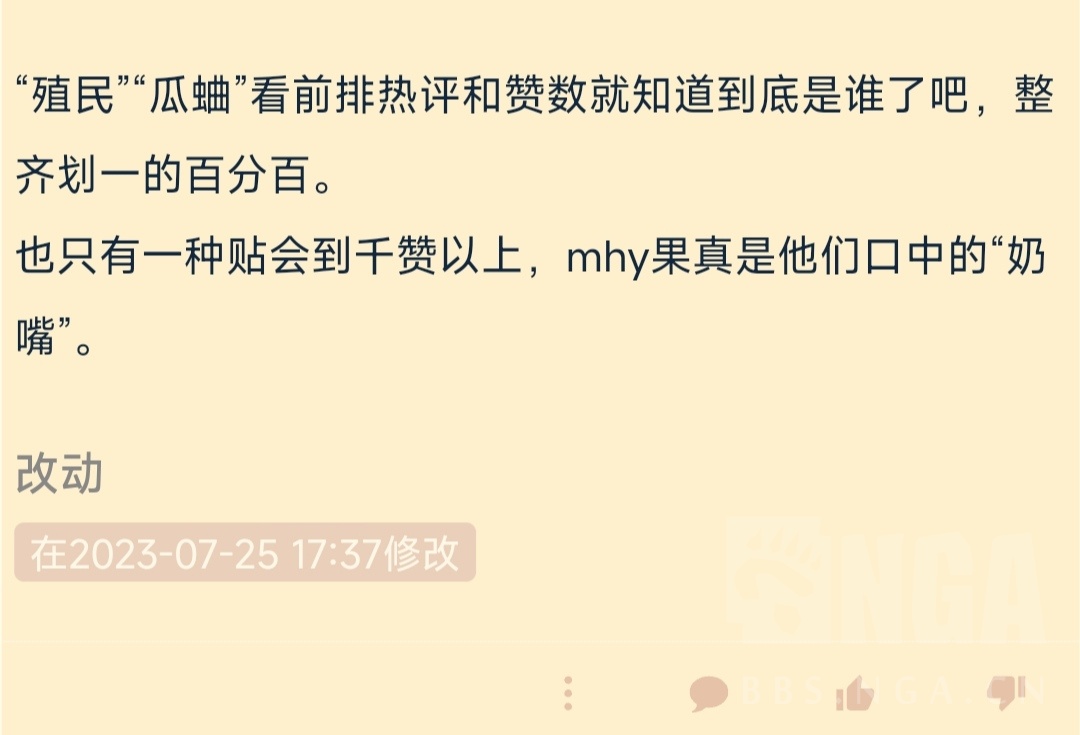 “殖民”“瓜蛐”看前排热评和赞数就知道到底是谁了吧，整
齐划一的百分百。
也只有一种贴会到千赞以上，mhy果真是他们口中的“奶
嘴”。
改动
在2023-07-25 17:37修改
NGA
BBS.NGA.CN